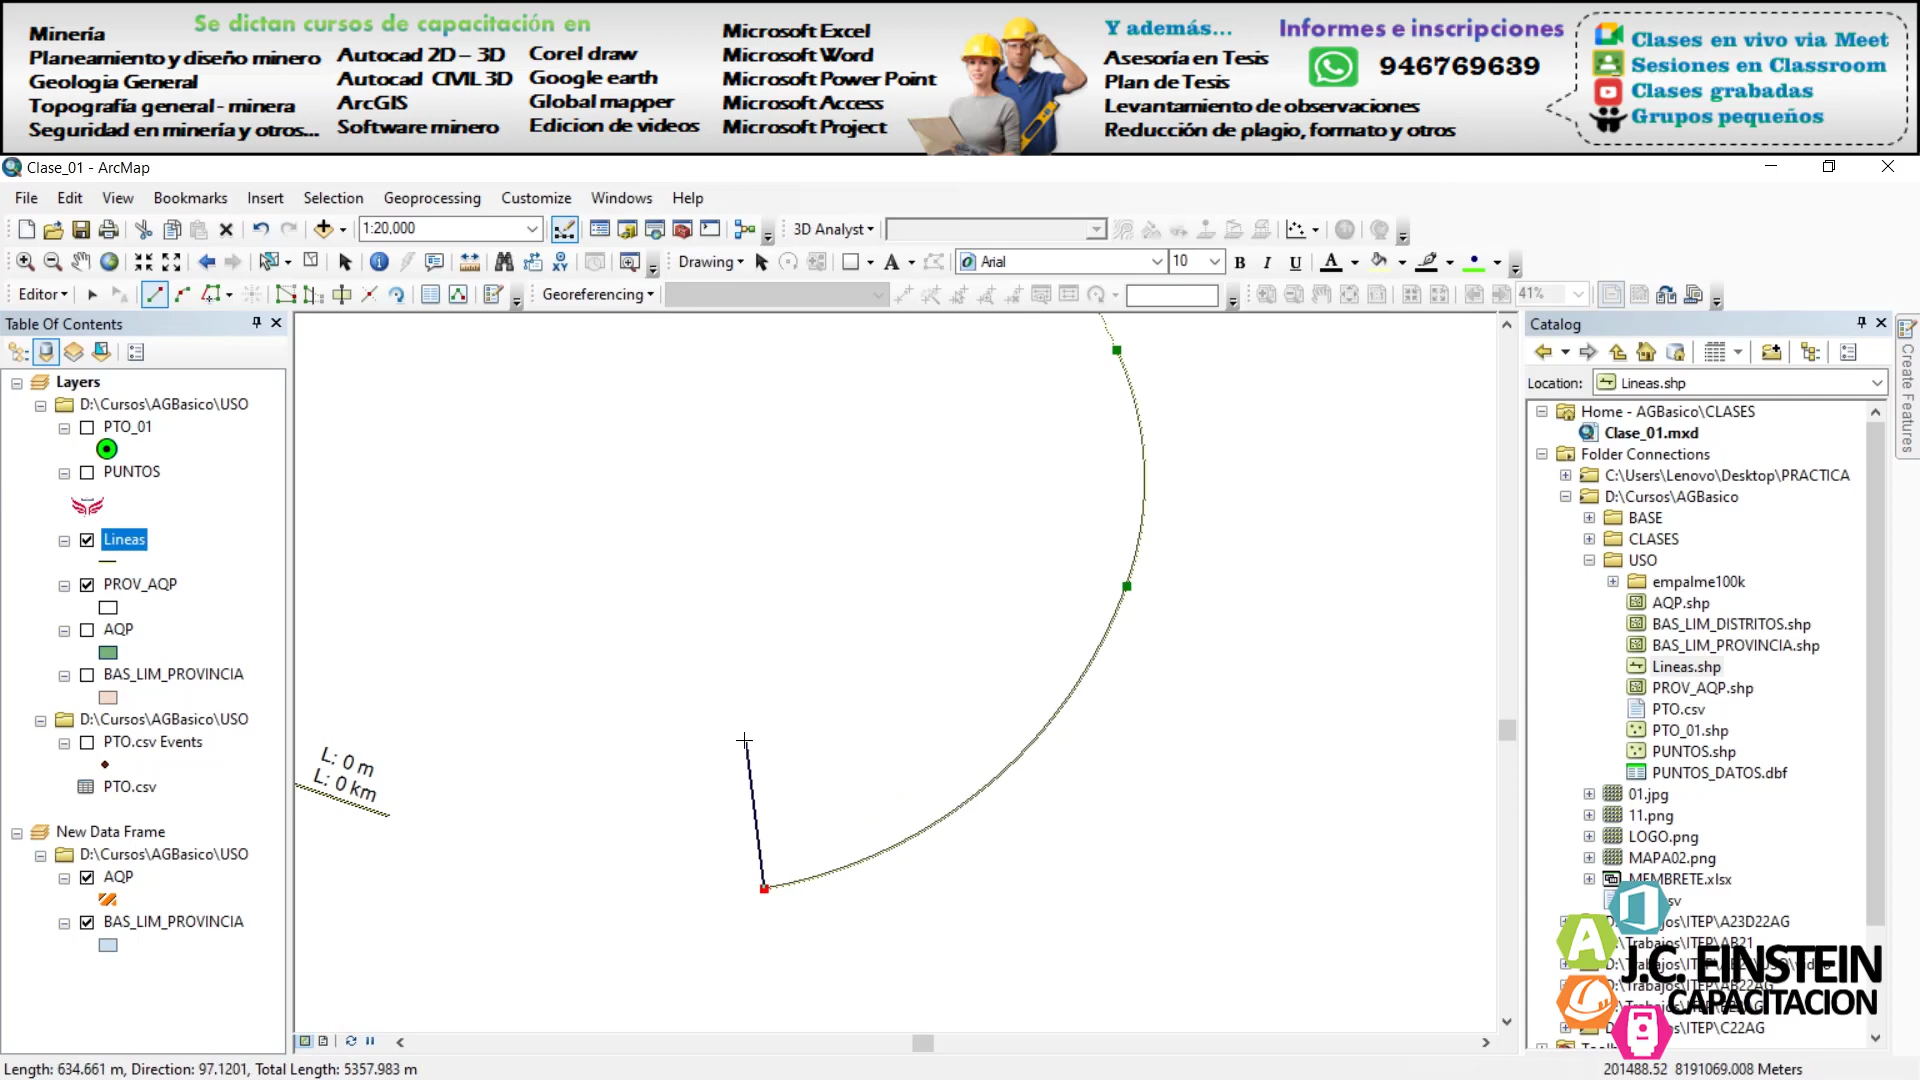 Se dictan cursos de capacitación en
Minería
Planeamiento y diseño minero
Geologia General
Topografía general - minera
Seguridad en minería y otros...
Autocad 2D – 3D
Autocad CIVIL 3D
ArcGIS
Software minero
Corel draw
Google earth
Global mapper
Edicion de videos
Microsoft Excel
Microsoft Word
Microsoft Power Point
Microsoft Access
Microsoft Project
Y además...
Asesoría en Tesis
Plan de Tesis
Levantamiento de observaciones
Reducción de plagio, formato y otros
Informes e inscripciones
946769639
Clases en vivo via Meet
Sesiones en Classroom
Clases grabadas
Grupos pequeños
Clase_01 - ArcMap
File Edit View Bookmarks Insert Selection Geoprocessing Customize Windows Help
1:20,000
3D Analyst
Drawing
Arial
10
B I U A
Editor
Georeferencing
41%
Table Of Contents
Layers
D:\Cursos\AGBasico\USO
PTO_01
PUNTOS
Lineas
PROV_AQP
AQP
BAS_LIM_PROVINCIA
D:\Cursos\AGBasico\USO
PTO.csv Events
PTO.csv
New Data Frame
D:\Cursos\AGBasico\USO
AQP
BAS_LIM_PROVINCIA
L: 0 m
L: 0 km
Catalog
Location: Lineas.shp
Home - AGBasico\CLASES
Clase_01.mxd
Folder Connections
C:\Users\Lenovo\Desktop\PRACTICA
D:\Cursos\AGBasico
BASE
CLASES
USO
empalme100k
AQP.shp
BAS_LIM_DISTRITOS.shp
BAS_LIM_PROVINCIA.shp
Lineas.shp
PROV_AQP.shp
PTO.csv
PTO_01.shp
PUNTOS.shp
PUNTOS_DATOS.dbf
01.jpg
11.png
LOGO.png
MAPA02.png
MEMBRETE.xlsx
D:\Trabajos\ITEP\A23D22AG
\Trabajos\ITEP\AB21
\ITEP\C22AG
J.C. EINSTEIN
CAPACITACION
Create Features
Length: 634.661 m, Direction: 97.1201, Total Length: 5357.983 m
201488.52 8191069.008 Meters